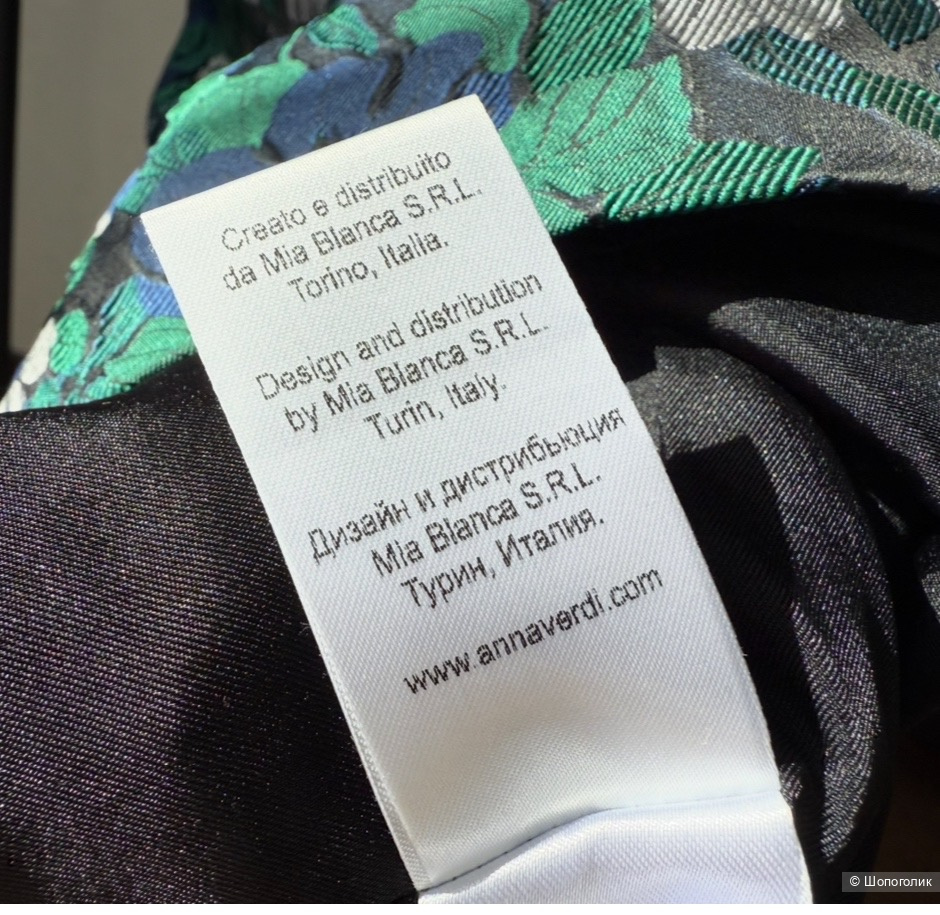 Creato e distribuito
da Mia Blanca S.R.L.
Torino, Italia.
Design and distribution
by Mia Blanca S.R.L.
Turin, Italy.
Дизайн и дистрибьюция
Mia Blanca S.R.L.
Турин, Италия.
www.annaverdi.com
© Шопоголик